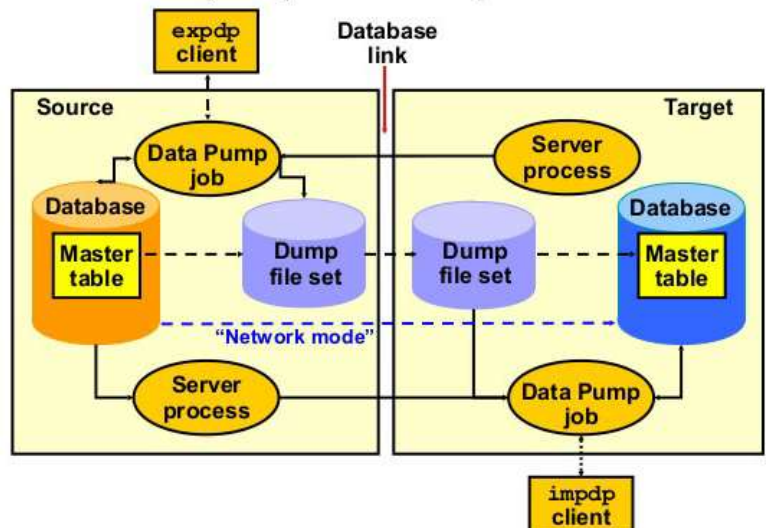 expdp
client
Database
link
Source
Target
Data Pump
job
Server
process
Database
Master
table
Dump
file set
Dump
file set
Database
Master
table
“Network mode”
Server
process
Data Pump
job
impdp
client